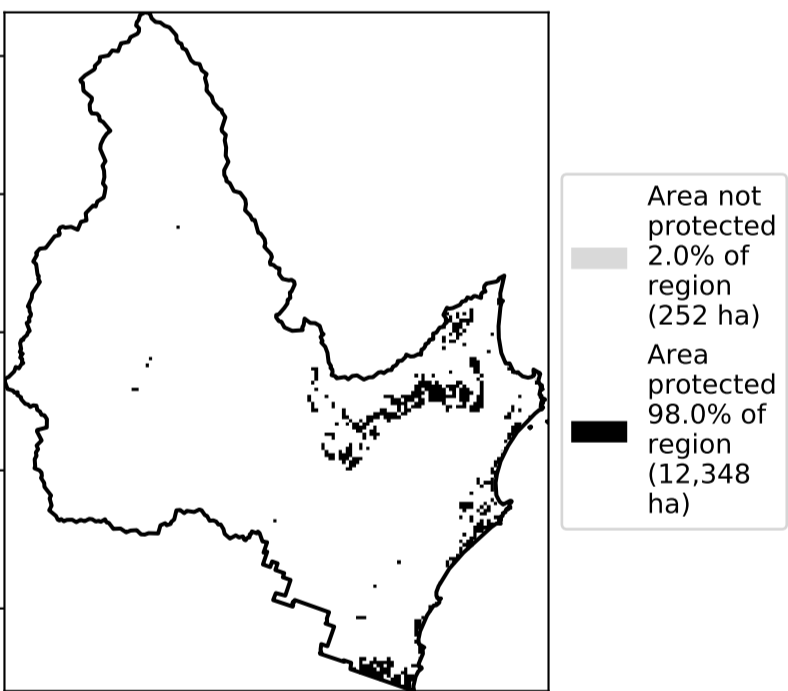 Area not
protected
2.0% of
region
(252 ha)
Area
protected
98.0% of
region
(12,348
ha)